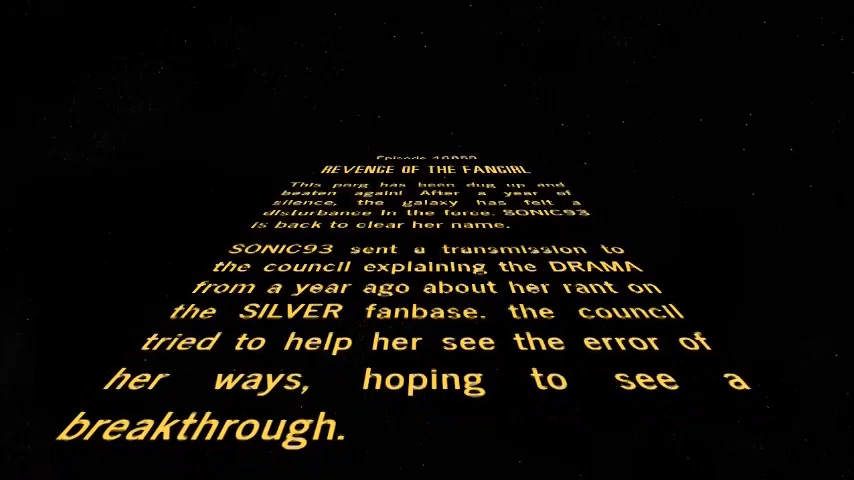 Episode
REVENGE OF THE FANGIRL
This porg has been dug up and
beaten again! After a year of
silence, the galaxy has felt a
disturbance in the force. SONIC93
is back to clear her name.
SONIC93 sent a transmission to
the council explaining the DRAMA
from a year ago about her rant on
the SILVER fanbase. the council
tried to help her see the error of
her ways, hoping to see a
breakthrough.